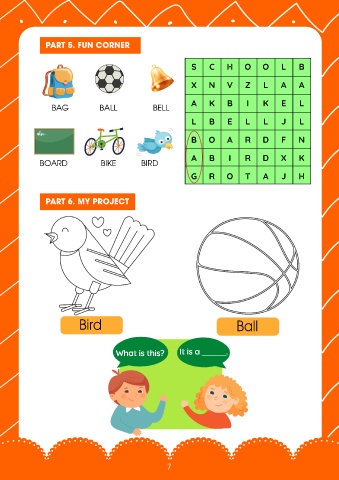 PART 5. FUN CORNER
BAG BALL BELL
BOARD BIKE BIRD
S C H O O L B
X N V Z L A A
A K B I K E L
L B E L L J L
B O A R D F N
A B I R D X K
G R O T A J H
PART 6. MY PROJECT
Bird
Ball
What is this?
It is a _____.
7